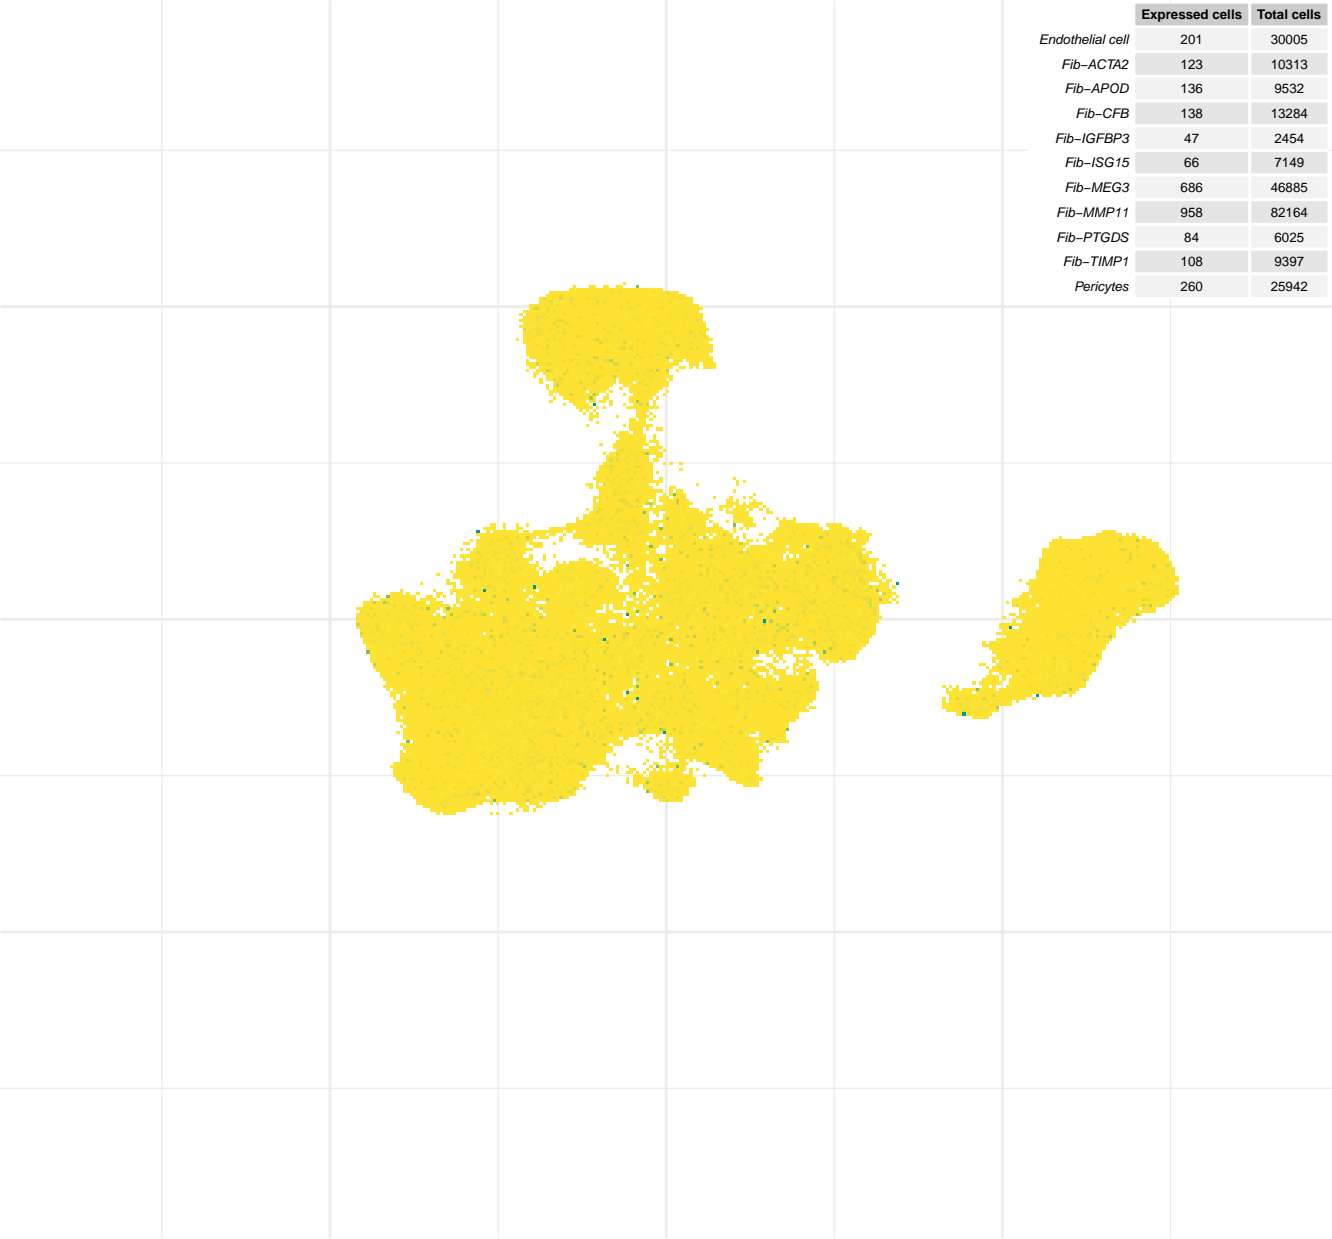 Expressed cells Total cells
Endothelial cell 201 30005
Fib−ACTA2 123 10313
Fib−APOD 136 9532
Fib−CFB 138 13284
Fib−IGFBP3 47 2454
Fib−ISG15 66 7149
Fib−MEG3 686 46885
Fib−MMP11 958 82164
Fib−PTGDS 84 6025
Fib−TIMP1 108 9397
Pericytes 260 25942